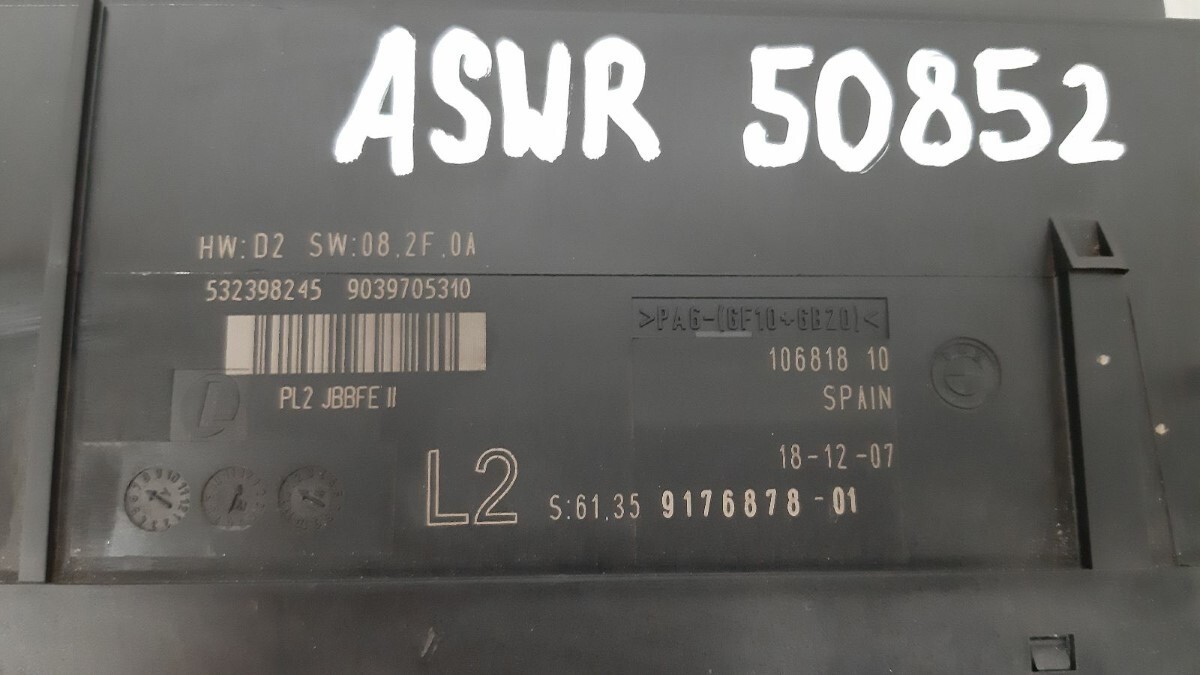 ASWR 50852
HW:D2 SW:08.2F.0A
532398245 9039705310
>PA6-(GF10+GB20)<
106818 10
PL2 JBBFE II
SPAIN
18-12-07
L2 S:61.35 9176878-01